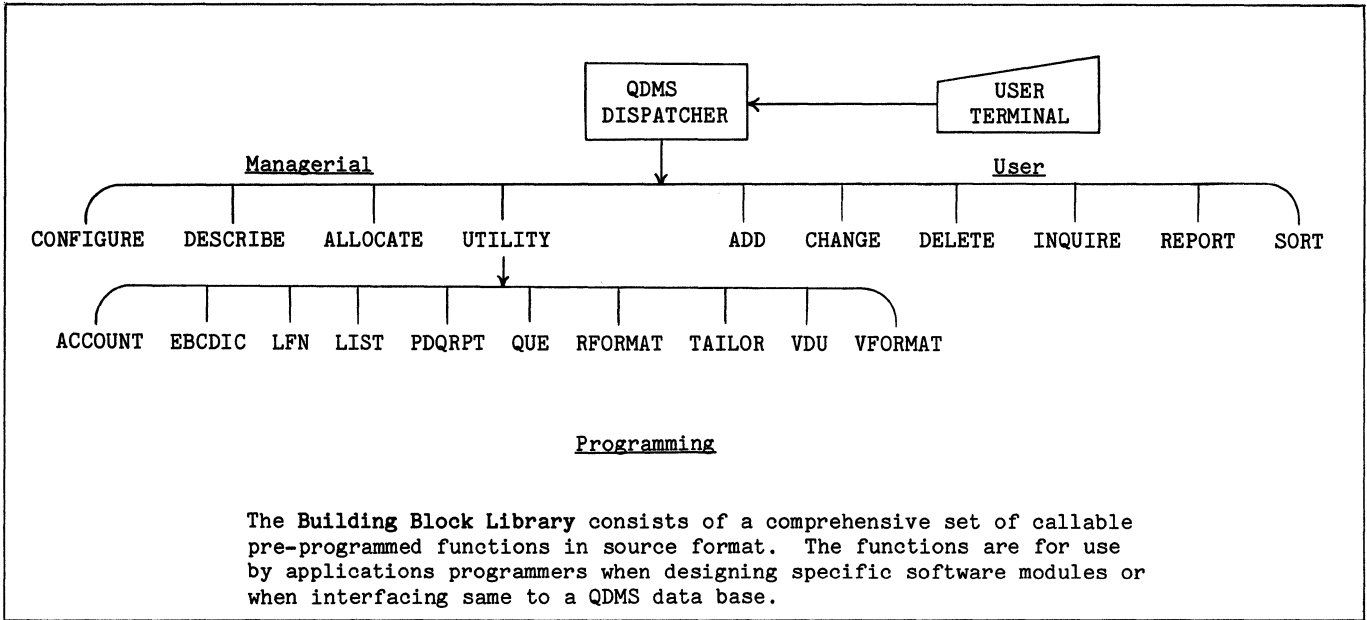 QDMS
DISPATCHER
USER
TERMINAL
Managerial
User
CONFIGURE DESCRIBE ALLOCATE UTILITY ADD CHANGE DELETE INQUIRE REPORT SORT
ACCOUNT EBCDIC LFN LIST PDQRPT QUE RFORMAT TAILOR VDU VFORMAT
Programming
The Building Block Library consists of a comprehensive set of callable
pre-programmed functions in source format. The functions are for use
by applications programmers when designing specific software modules or
when interfacing same to a QDMS data base.